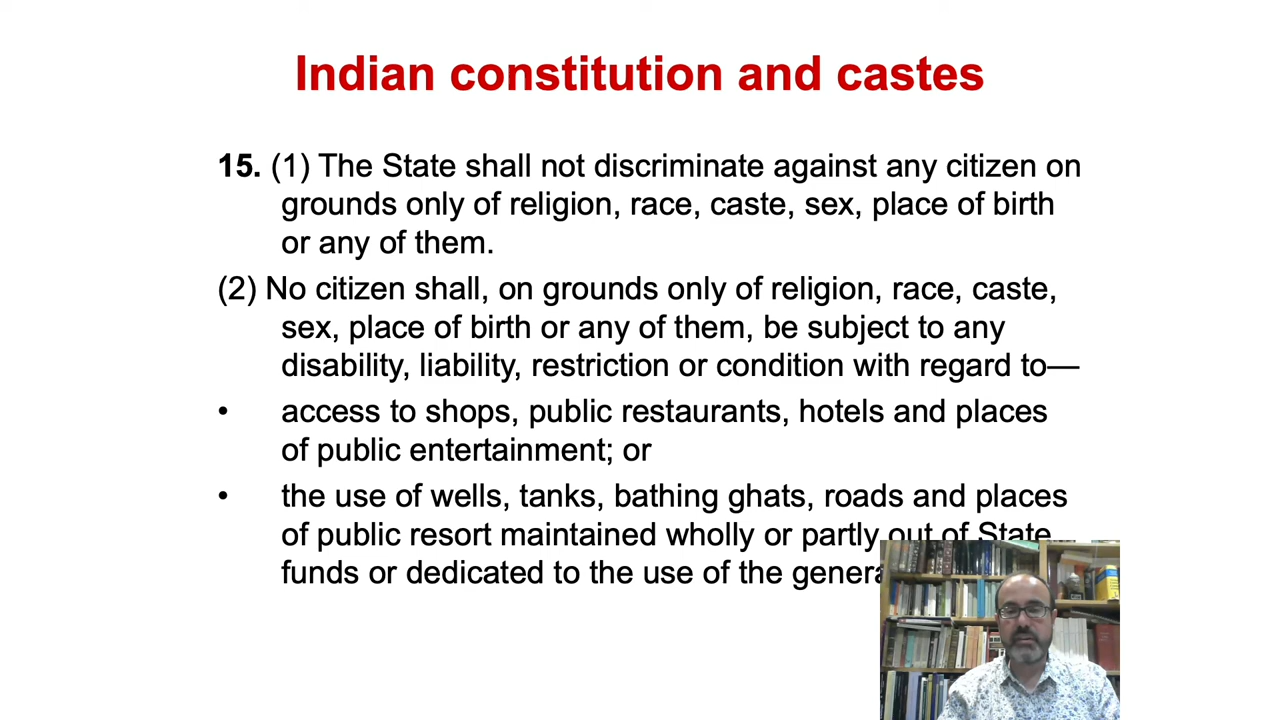 Indian constitution and castes
15. (1) The State shall not discriminate against any citizen on
grounds only of religion, race, caste, sex, place of birth
or any of them.
(2) No citizen shall, on grounds only of religion, race, caste,
sex, place of birth or any of them, be subject to any
disability, liability, restriction or condition with regard to—
• access to shops, public restaurants, hotels and places
of public entertainment; or
• the use of wells, tanks, bathing ghats, roads and places
of public resort maintained wholly or partly out of State
funds or dedicated to the use of the